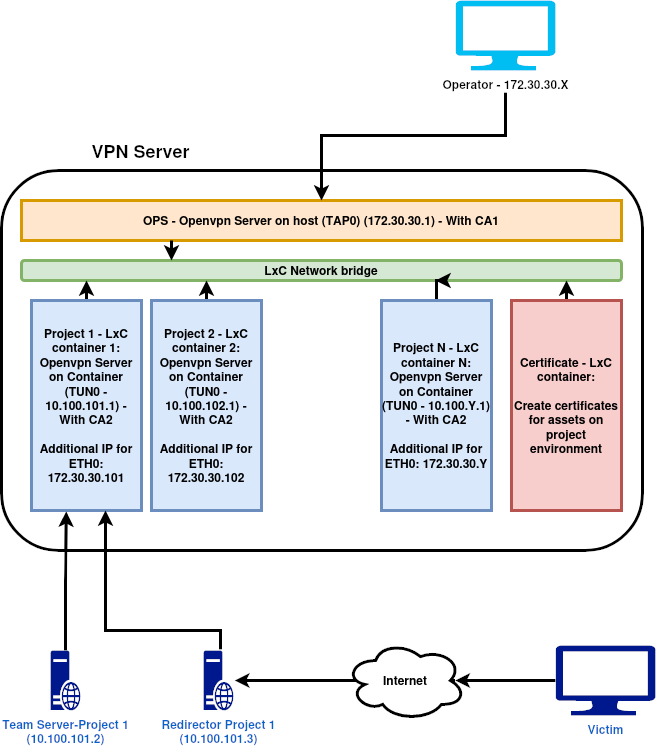 Operator - 172.30.30.X
VPN Server
OPS - Openvpn Server on host (TAP0) (172.30.30.1) - With CA1
LxC Network bridge
Project 1 - LxC
container 1:
Openvpn Server
on Container
(TUN0 -
10.100.101.1) -
With CA2
Additional IP for
ETH0:
172.30.30.101
Project 2 - LxC
container 2:
Openvpn Server
on Container
(TUN0 -
10.100.102.1) -
With CA2
Additional IP for
ETH0:
172.30.30.102
Project N - LxC
container N:
Openvpn Server
on Container
(TUN0 - 10.100.Y.1)
- With CA2
Additional IP for
ETH0: 172.30.30.Y
Certificate - LxC
container:
Create certificates
for assets on
project
environment
Team Server-Project 1
(10.100.101.2)
Redirector Project 1
(10.100.101.3)
Internet
Victim